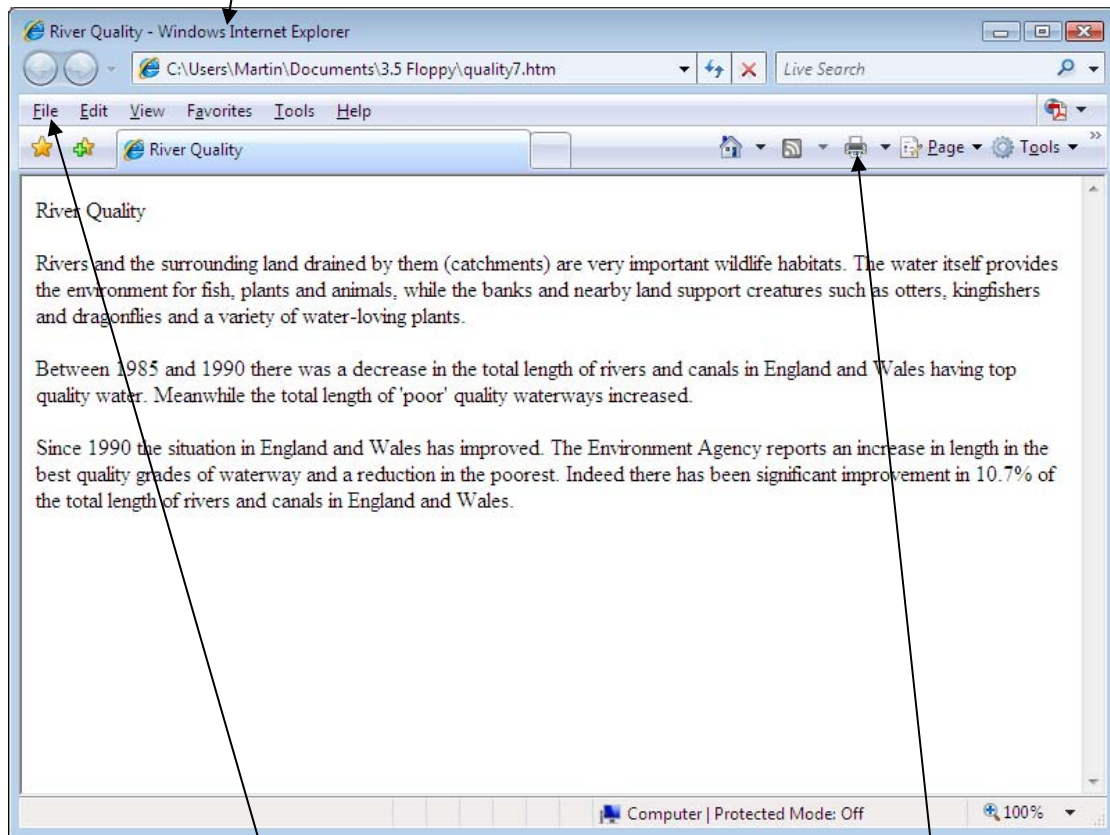 River Quality - Windows Internet Explorer
C:\Users\Martin\Documents\3.5 Floppy\quality7.htm
Live Search
File Edit View Favorites Tools Help
River Quality
Page Tools
River Quality
Rivers and the surrounding land drained by them (catchments) are very important wildlife habitats. The water itself provides
the environment for fish, plants and animals, while the banks and nearby land support creatures such as otters, kingfishers
and dragonflies and a variety of water-loving plants.
Between 1985 and 1990 there was a decrease in the total length of rivers and canals in England and Wales having top
quality water. Meanwhile the total length of 'poor' quality waterways increased.
Since 1990 the situation in England and Wales has improved. The Environment Agency reports an increase in length in the
best quality grades of waterway and a reduction in the poorest. Indeed there has been significant improvement in 10.7% of
the total length of rivers and canals in England and Wales.
Computer | Protected Mode: Off
100%